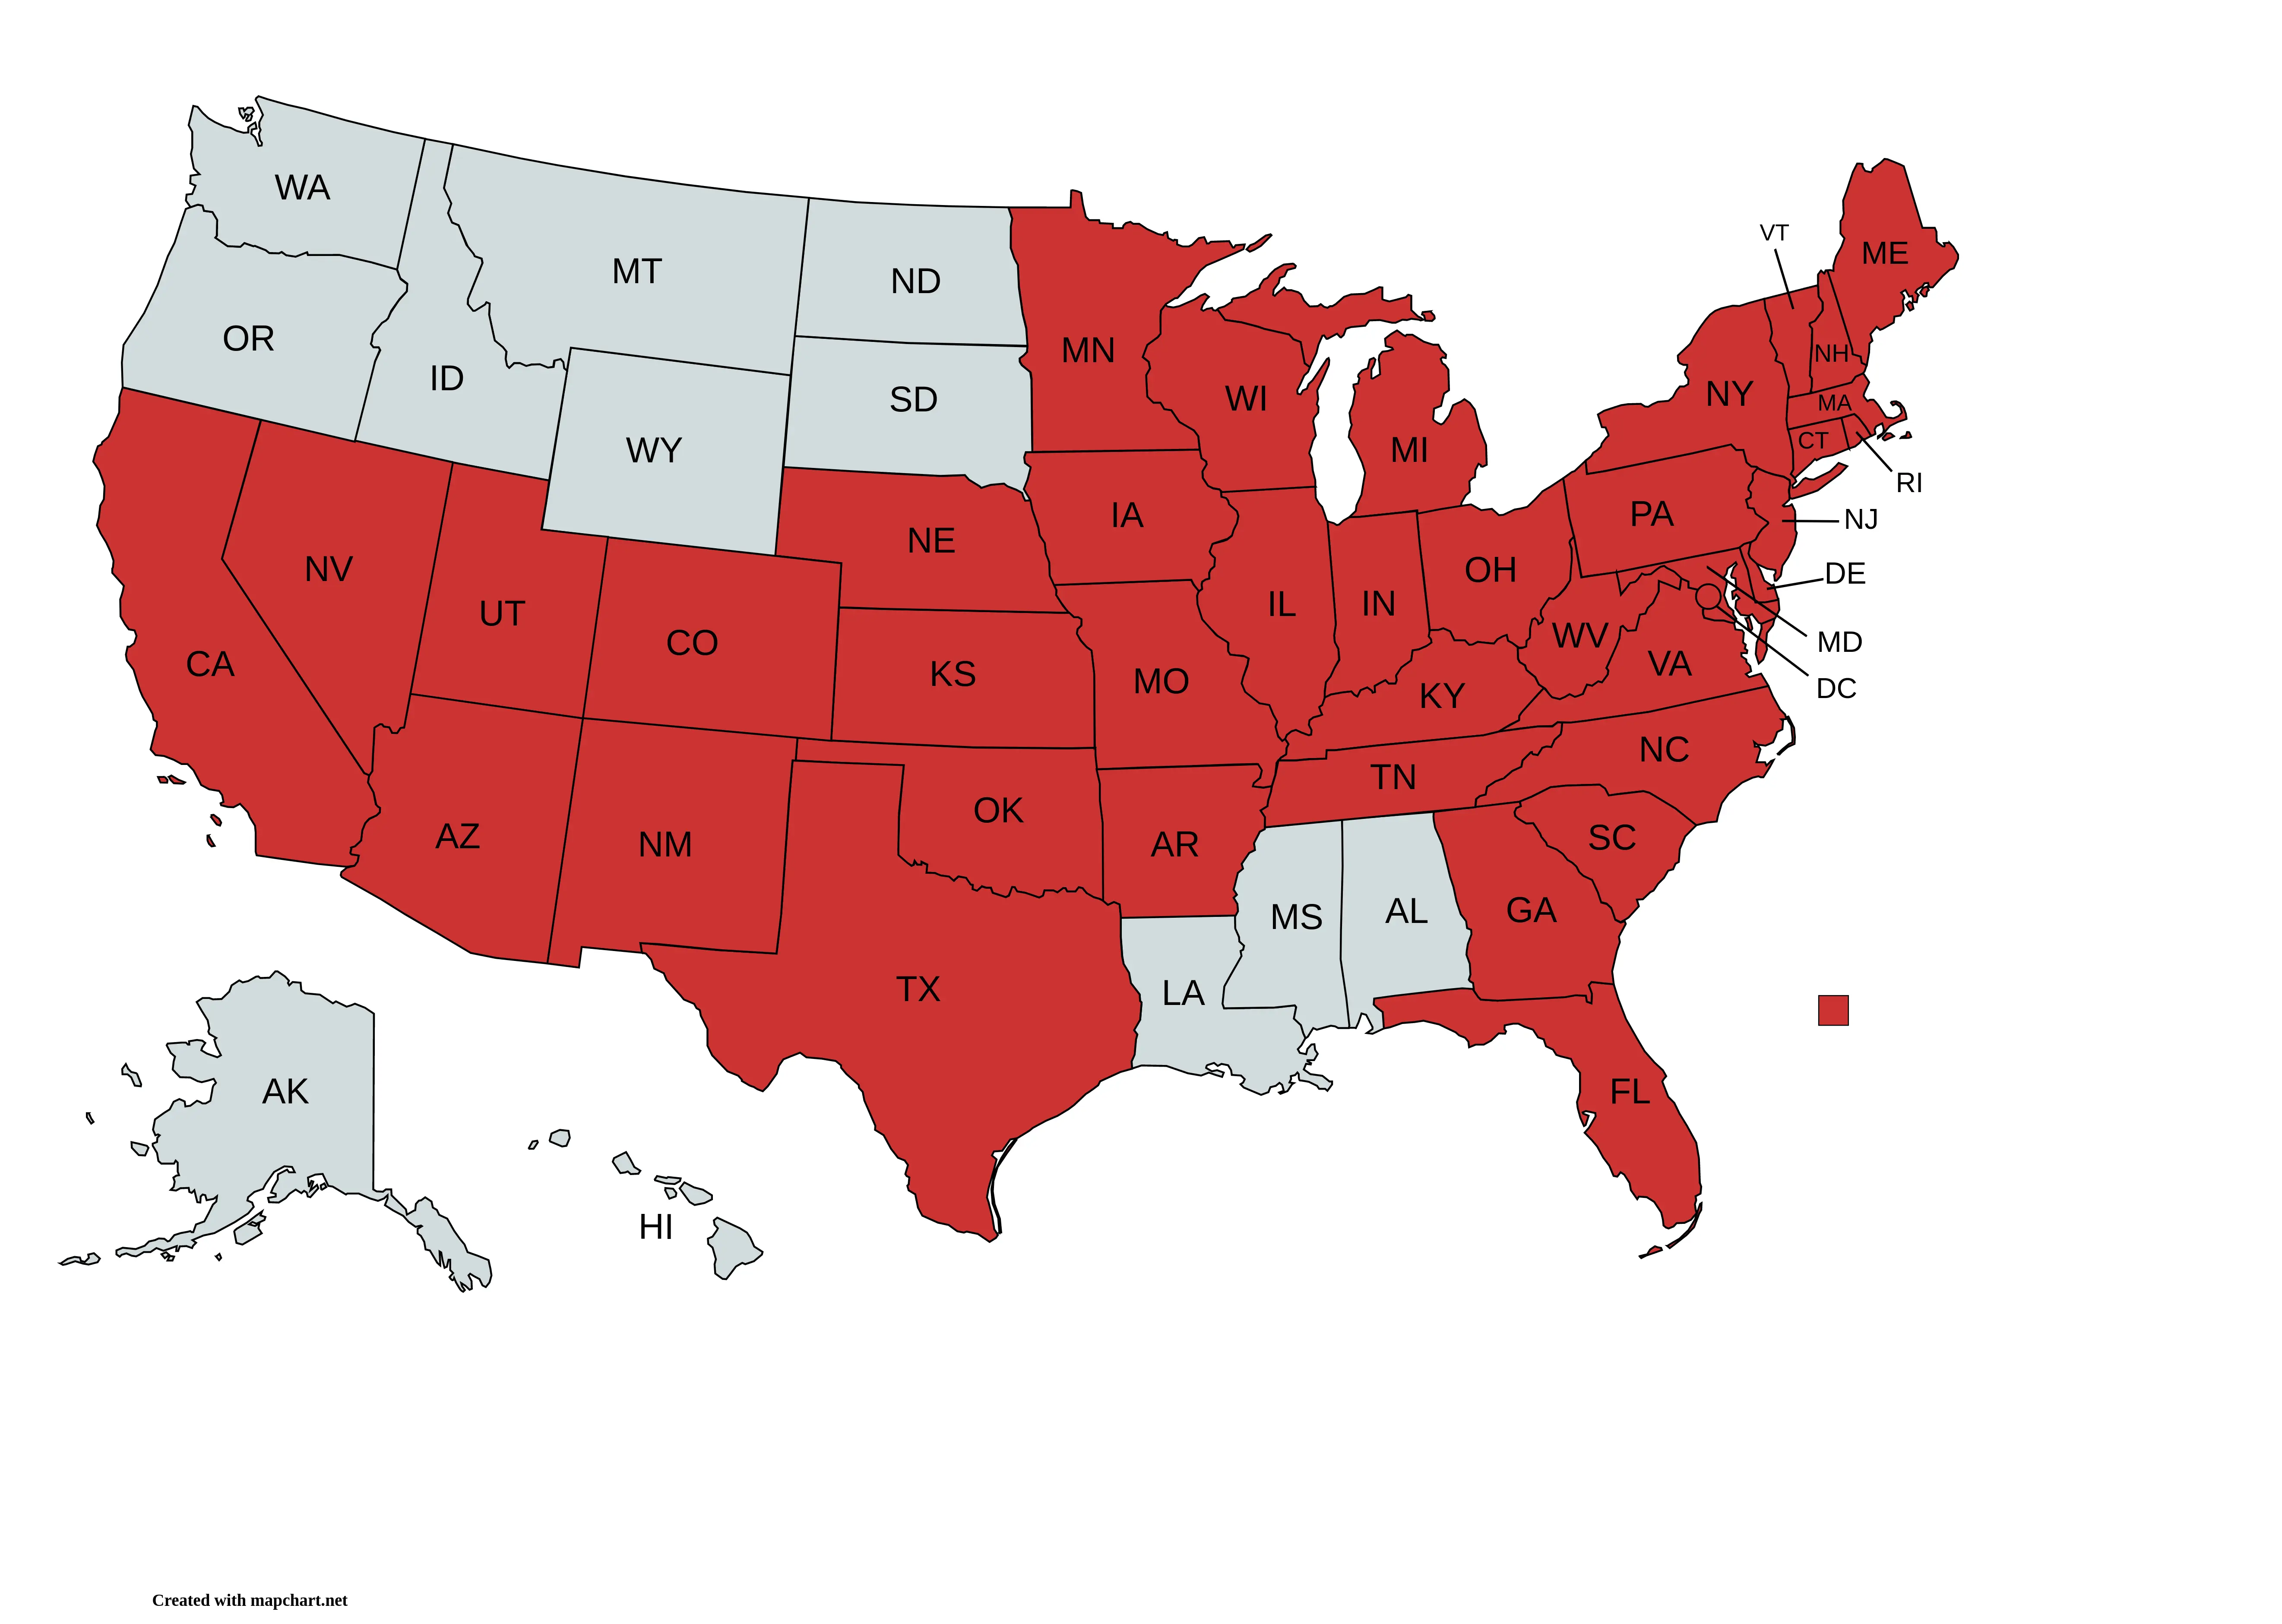 WA
MT
ND
MN
VT
ME
OR
ID
SD
WI
NH
NY
MA
WY
MI
CT
RI
IA
PA
NJ
NE
NV
OH
DE
UT
IL
IN
CO
WV
MD
CA
KS
VA
MO
KY
DC
NC
TN
OK
AZ
NM
AR
SC
MS
AL
GA
TX
LA
AK
FL
HI
Created with mapchart.net